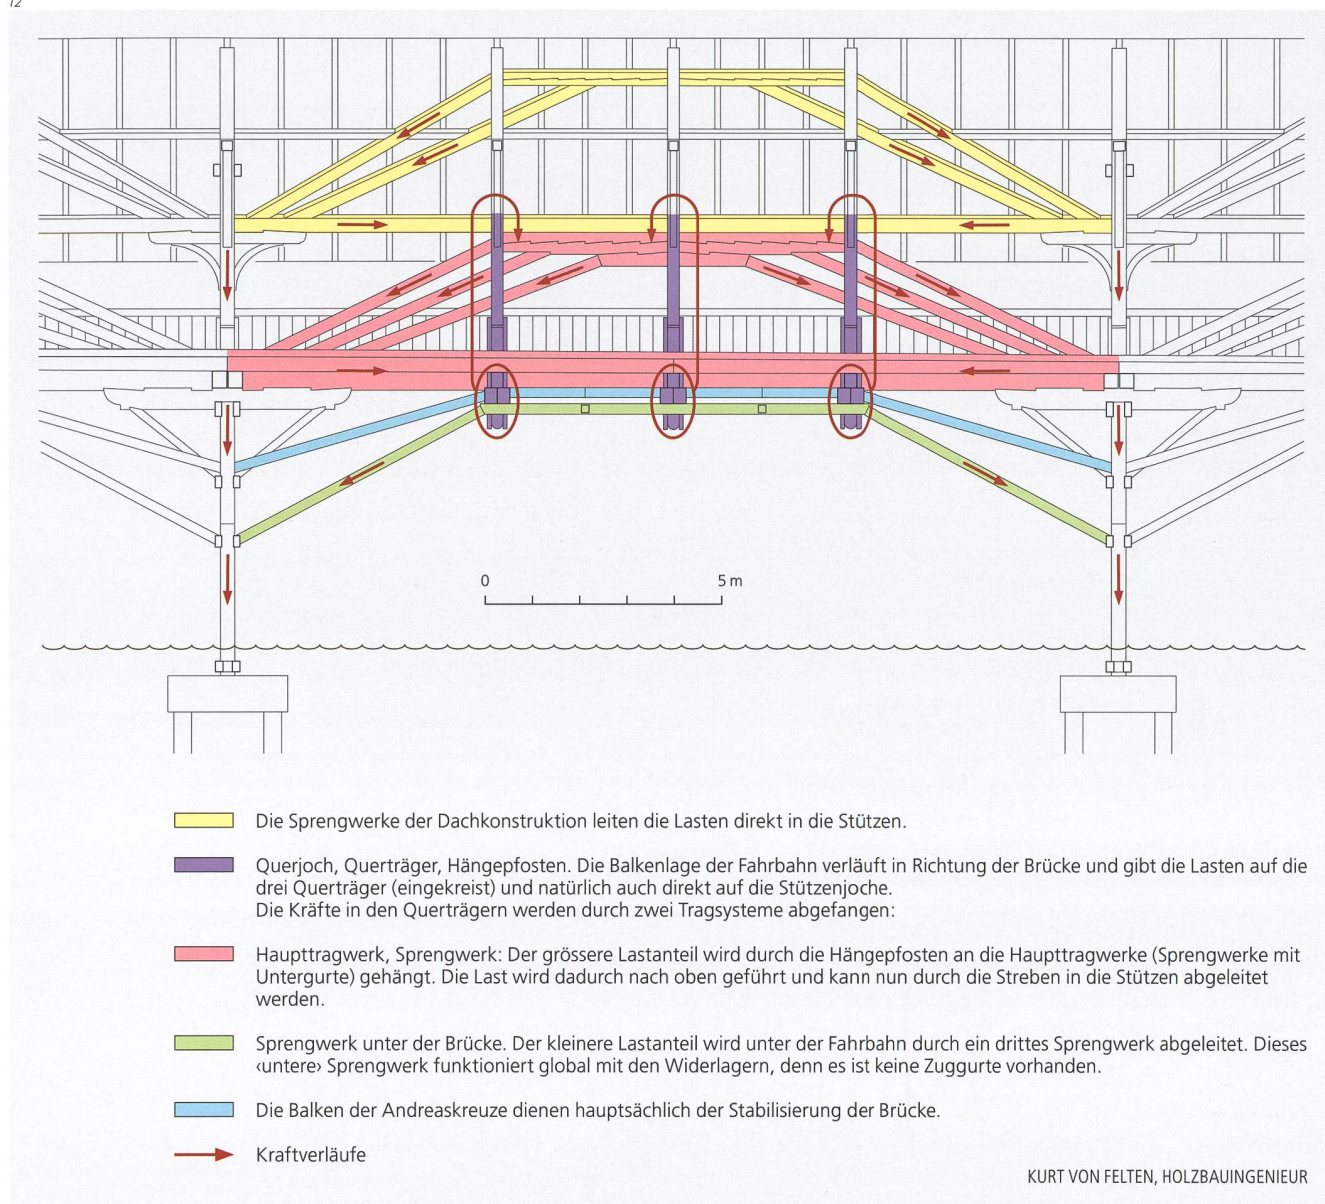 12
0
5 m
Die Sprengwerke der Dachkonstruktion leiten die Lasten direkt in die Stützen.
Querjoch, Querträger, Hängepfosten. Die Balkenlage der Fahrbahn verläuft in Richtung der Brücke und gibt die Lasten auf die
drei Querträger (eingekreist) und natürlich auch direkt auf die Stützenjoche.
Die Kräfte in den Querträgern werden durch zwei Tragsysteme abgefangen:
Haupttragwerk, Sprengwerk: Der grössere Lastanteil wird durch die Hängepfosten an die Haupttragwerke (Sprengwerke mit
Untergurte) gehängt. Die Last wird dadurch nach oben geführt und kann nun durch die Streben in die Stützen abgeleitet
werden.
Sprengwerk unter der Brücke. Der kleinere Lastanteil wird unter der Fahrbahn durch ein drittes Sprengwerk abgeleitet. Dieses
‹untere› Sprengwerk funktioniert global mit den Widerlagern, denn es ist keine Zuggurte vorhanden.
Die Balken der Andreaskreuze dienen hauptsächlich der Stabilisierung der Brücke.
Kraftverläufe
KURT VON FELTEN, HOLZBAUINGENIEUR